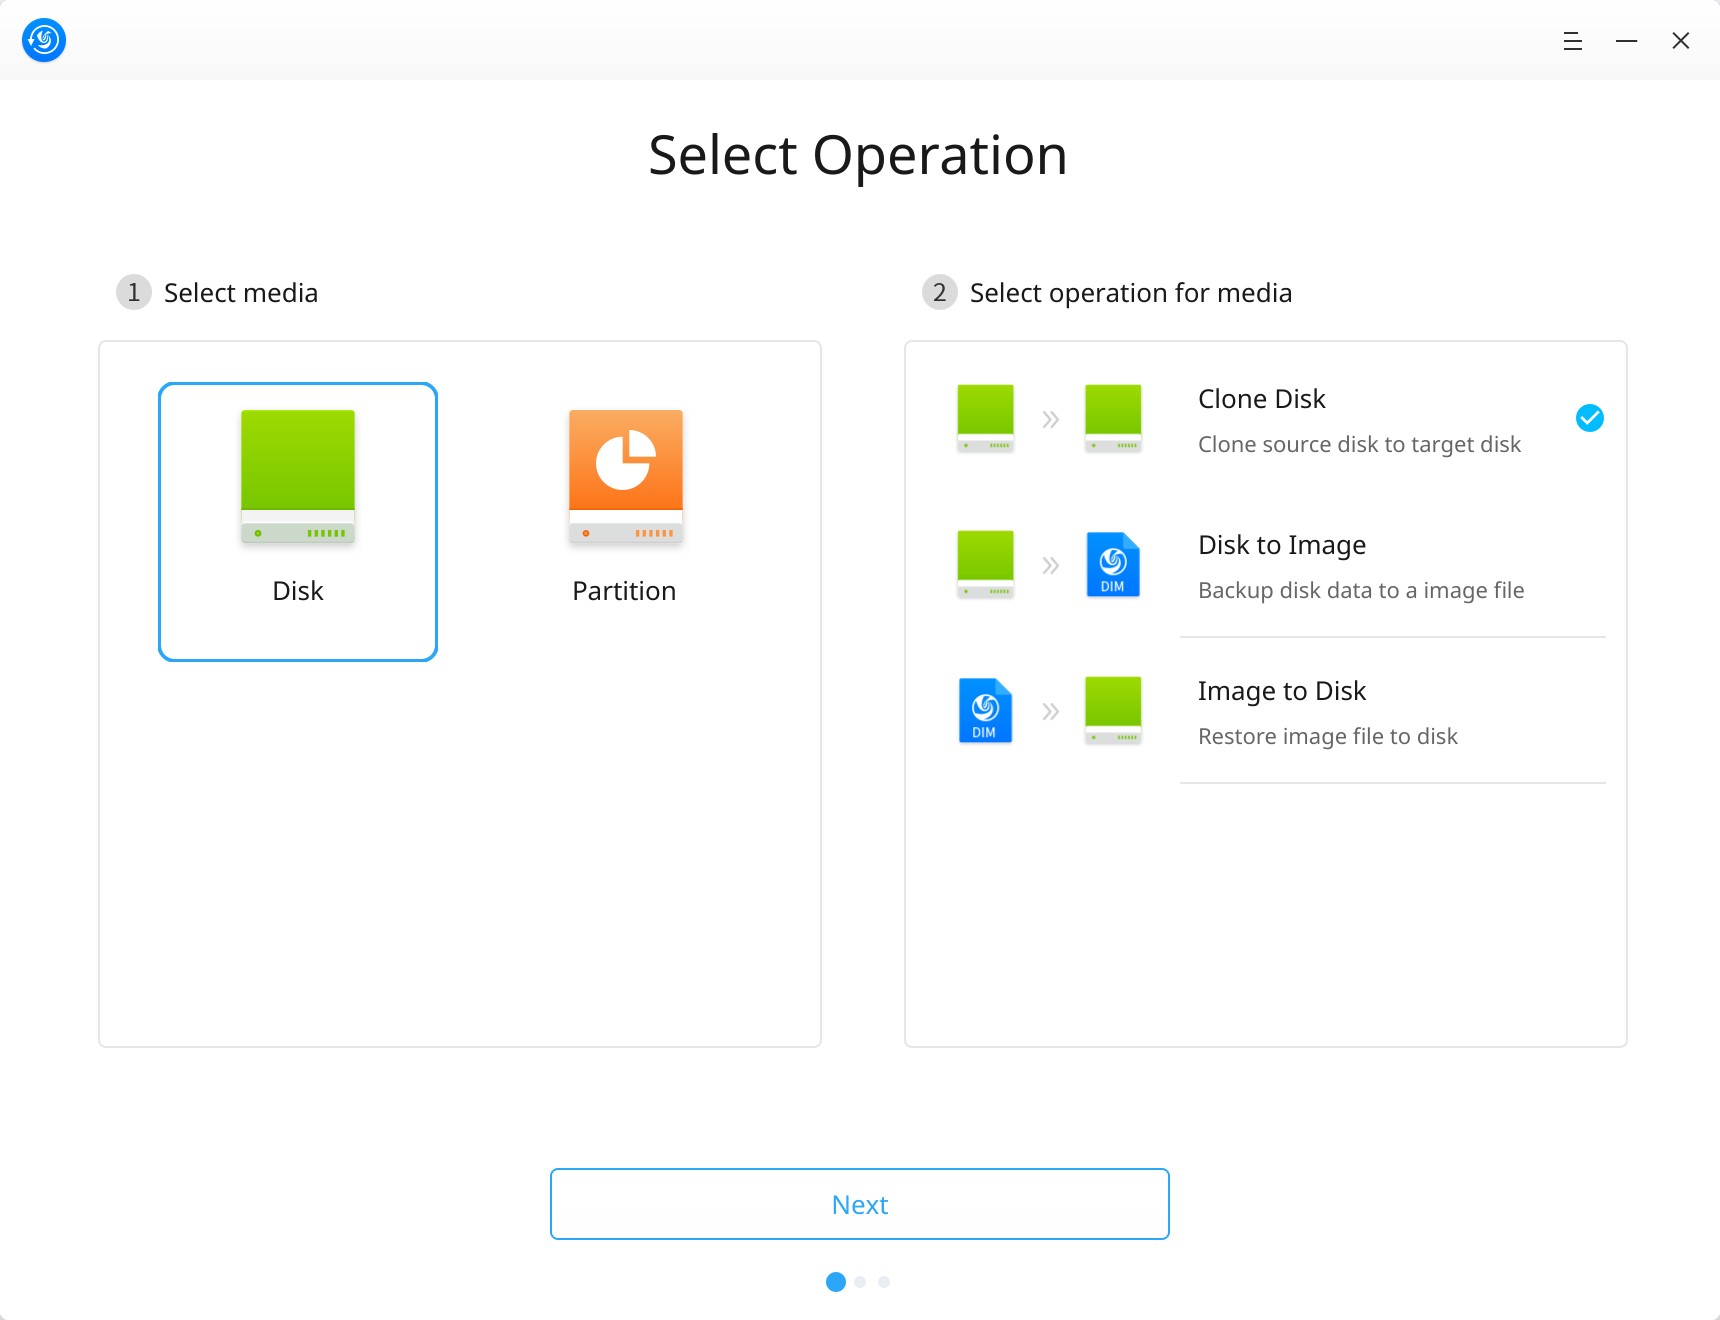 Select Operation
1 Select media
Disk
Partition
2 Select operation for media
Clone Disk
Clone source disk to target disk
DIM
Disk to Image
Backup disk data to a image file
DIM
Image to Disk
Restore image file to disk
Next